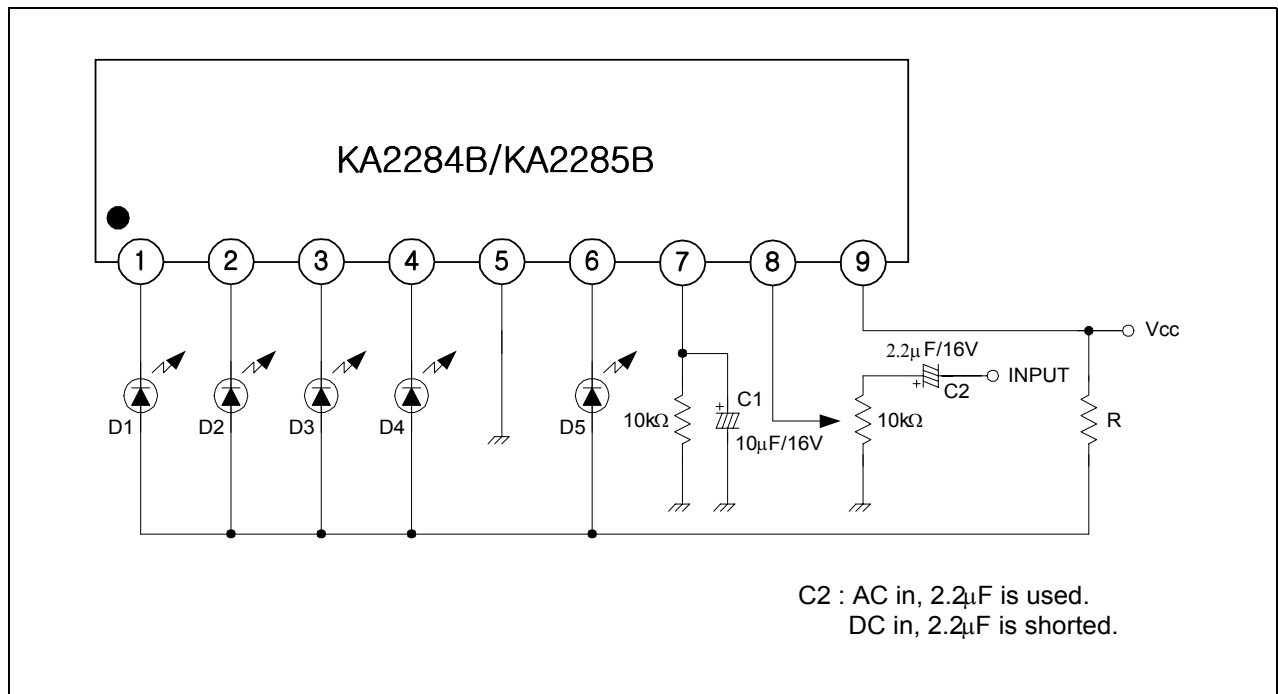 KA2284B/KA2285B
1 2 3 4 5 6 7 8 9
Vcc
2.2μF/16V
INPUT
C2
D1 D2 D3 D4 D5 10kΩ C1 10kΩ R
10μF/16V
C2 : AC in, 2.2μF is used.
DC in, 2.2μF is shorted.